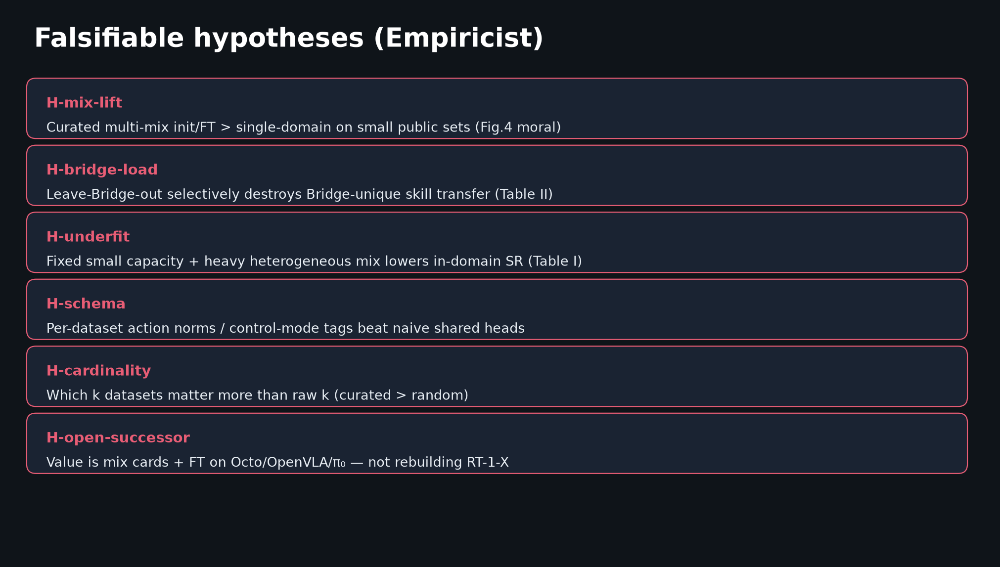 Falsifiable hypotheses (Empiricist)
H-mix-lift
Curated multi-mix init/FT > single-domain on small public sets (Fig.4 moral)
H-bridge-load
Leave-Bridge-out selectively destroys Bridge-unique skill transfer (Table II)
H-underfit
Fixed small capacity + heavy heterogeneous mix lowers in-domain SR (Table I)
H-schema
Per-dataset action norms / control-mode tags beat naive shared heads
H-cardinality
Which k datasets matter more than raw k (curated > random)
H-open-successor
Value is mix cards + FT on Octo/OpenVLA/π₀ — not rebuilding RT-1-X